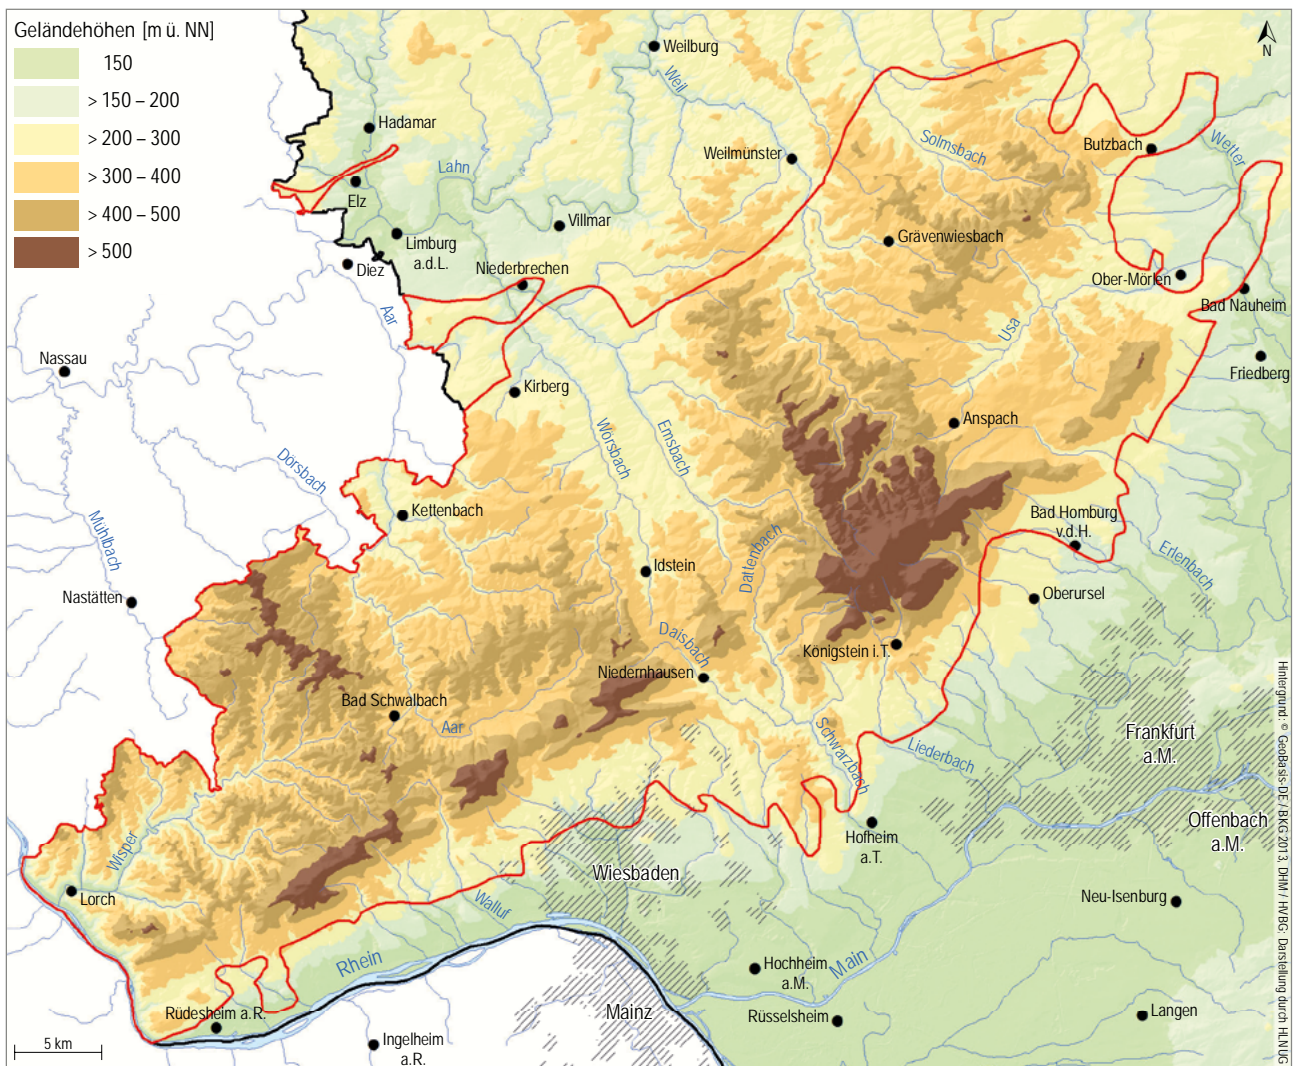 Geländehöhen [m ü. NN]
150
> 150 – 200
> 200 – 300
> 300 – 400
> 400 – 500
> 500
N
Weilburg
Weil
Hadamar
Weilmünster
Solmsbach
Butzbach
Wetter
Lahn
Elz
Villmar
Limburg
a.d.L.
Grävenwiesbach
Diez
Niederbrechen
Ober-Mörlen
Bad Nauheim
Aar
Usa
Nassau
Friedberg
Kirberg
Anspach
Wörsbach
Emsbach
Dörsbach
Kettenbach
Mühlbach
Bad Homburg
v.d.H.
Erlenbach
Dattenbach
Idstein
Nastätten
Oberursel
Daisbach
Königstein i.T.
Niedernhausen
Bad Schwalbach
Aar
Schwarzbach
Liederbach
Frankfurt
a.M.
Offenbach
a.M.
Wisper
Hofheim
a.T.
Wiesbaden
Lorch
Walluf
Neu-Isenburg
Rhein
Hochheim
a.M.
Main
Rüdesheim a.R.
Mainz
Rüsselsheim
Langen
Ingelheim
a.R.
5 km
Hintergrund: © GeoBasis-DE / BKG 2013, DHM / HVBG: Darstellung durch HLNUG